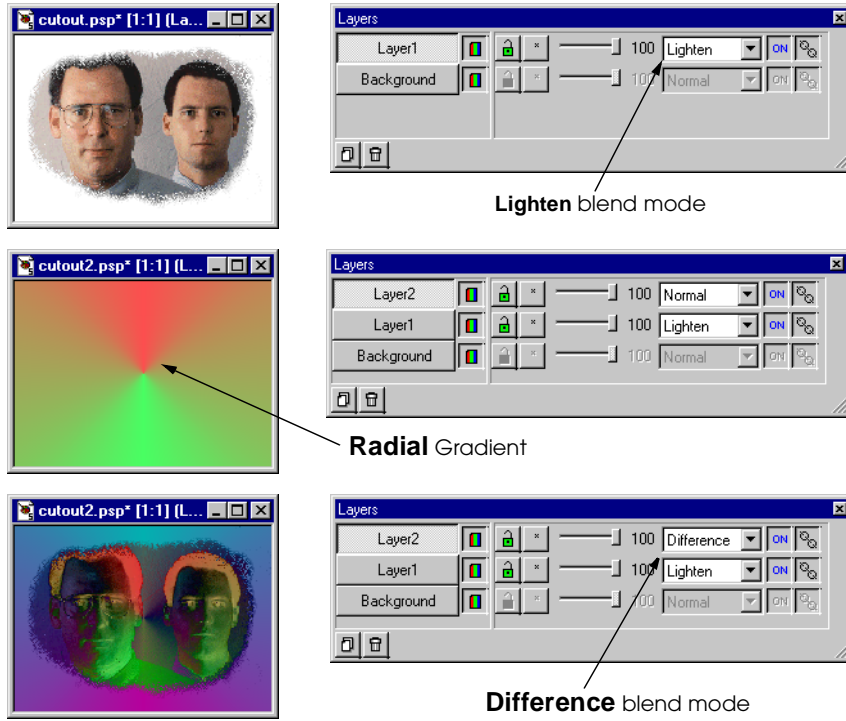 cutout.psp* [1:1] (La...
Layers
Layer1 * 100 Lighten ON
Background * 100 Normal ON
Lighten blend mode
cutout2.psp* [1:1] (L...
Layers
Layer2 * 100 Normal ON
Layer1 * 100 Lighten ON
Background * 100 Normal ON
Radial Gradient
cutout2.psp* [1:1] (L...
Layers
Layer2 * 100 Difference ON
Layer1 * 100 Lighten ON
Background * 100 Normal ON
Difference blend mode